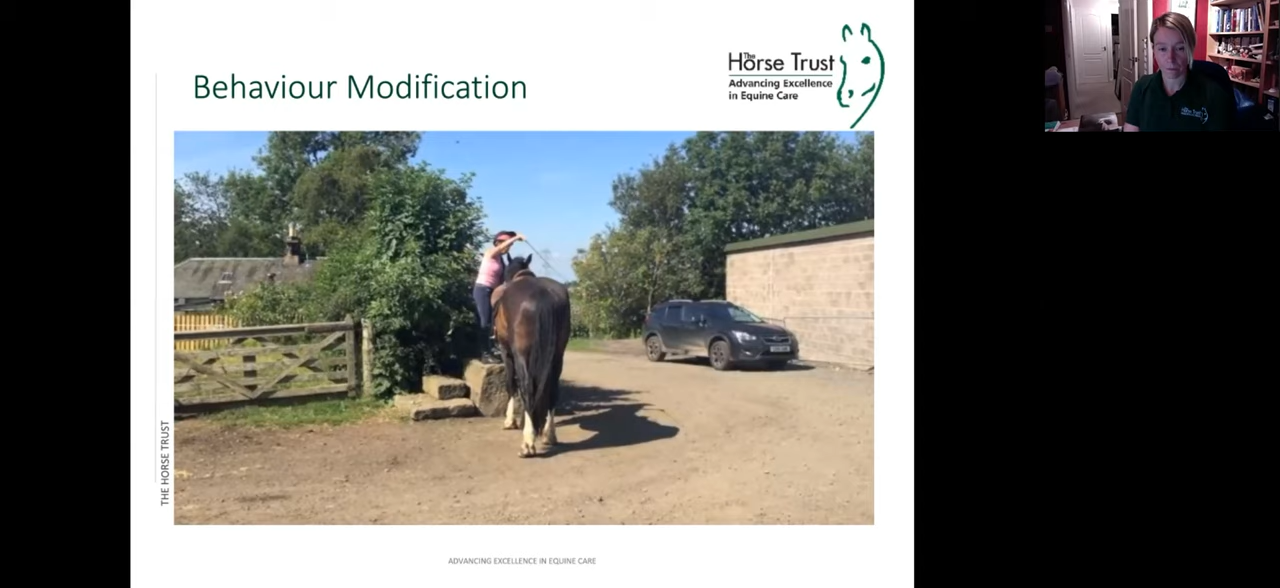 Behaviour Modification
The Horse Trust
Advancing Excellence
in Equine Care
THE HORSE TRUST
ADVANCING EXCELLENCE IN EQUINE CARE